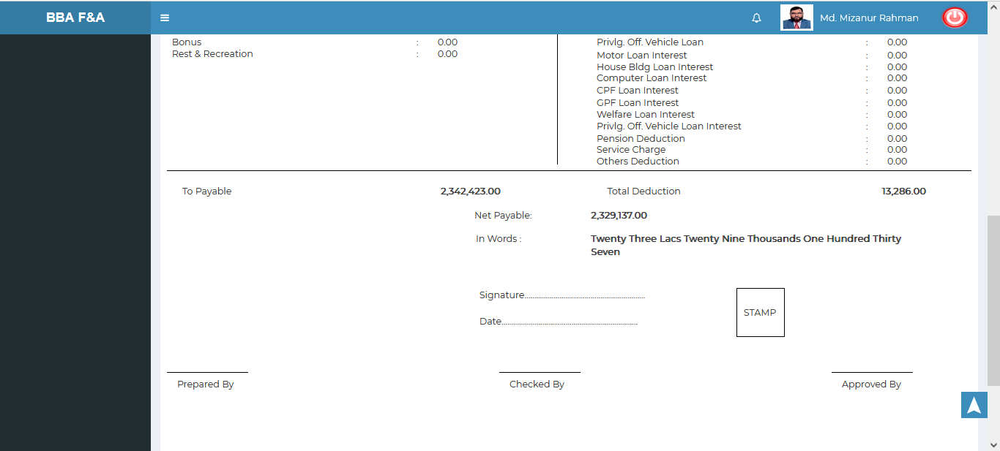 BBA F&A
Md. Mizanur Rahman
Bonus : 0.00
Rest & Recreation : 0.00
Privlg. Off. Vehicle Loan : 0.00
Motor Loan Interest : 0.00
House Bldg Loan Interest : 0.00
Computer Loan Interest : 0.00
CPF Loan Interest : 0.00
GPF Loan Interest : 0.00
Welfare Loan Interest : 0.00
Privlg. Off. Vehicle Loan Interest : 0.00
Pension Deduction : 0.00
Service Charge : 0.00
Others Deduction : 0.00
To Payable 2,342,423.00 Total Deduction 13,286.00
Net Payable: 2,329,137.00
In Words : Twenty Three Lacs Twenty Nine Thousands One Hundred Thirty
Seven
Signature..........................................................................
Date...................................................................................
STAMP
Prepared By Checked By Approved By